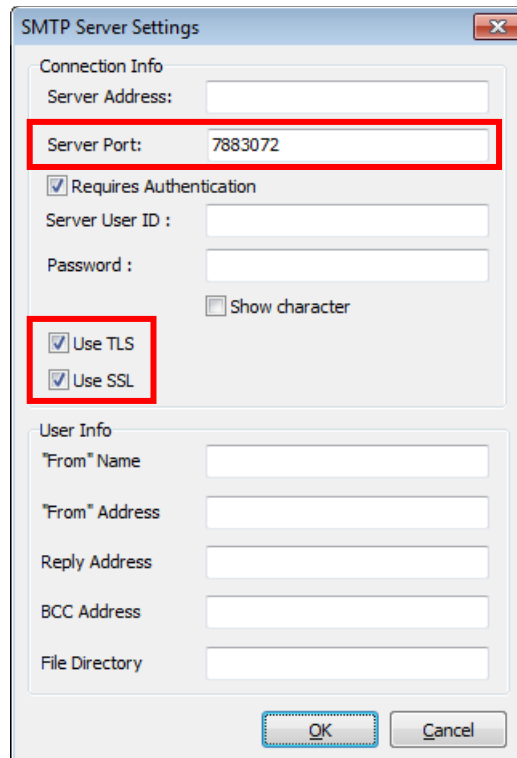 SMTP Server Settings
Connection Info
Server Address:
Server Port: 7883072
Requires Authentication
Server User ID :
Password :
Show character
Use TLS
Use SSL
User Info
"From" Name
"From" Address
Reply Address
BCC Address
File Directory
OK Cancel